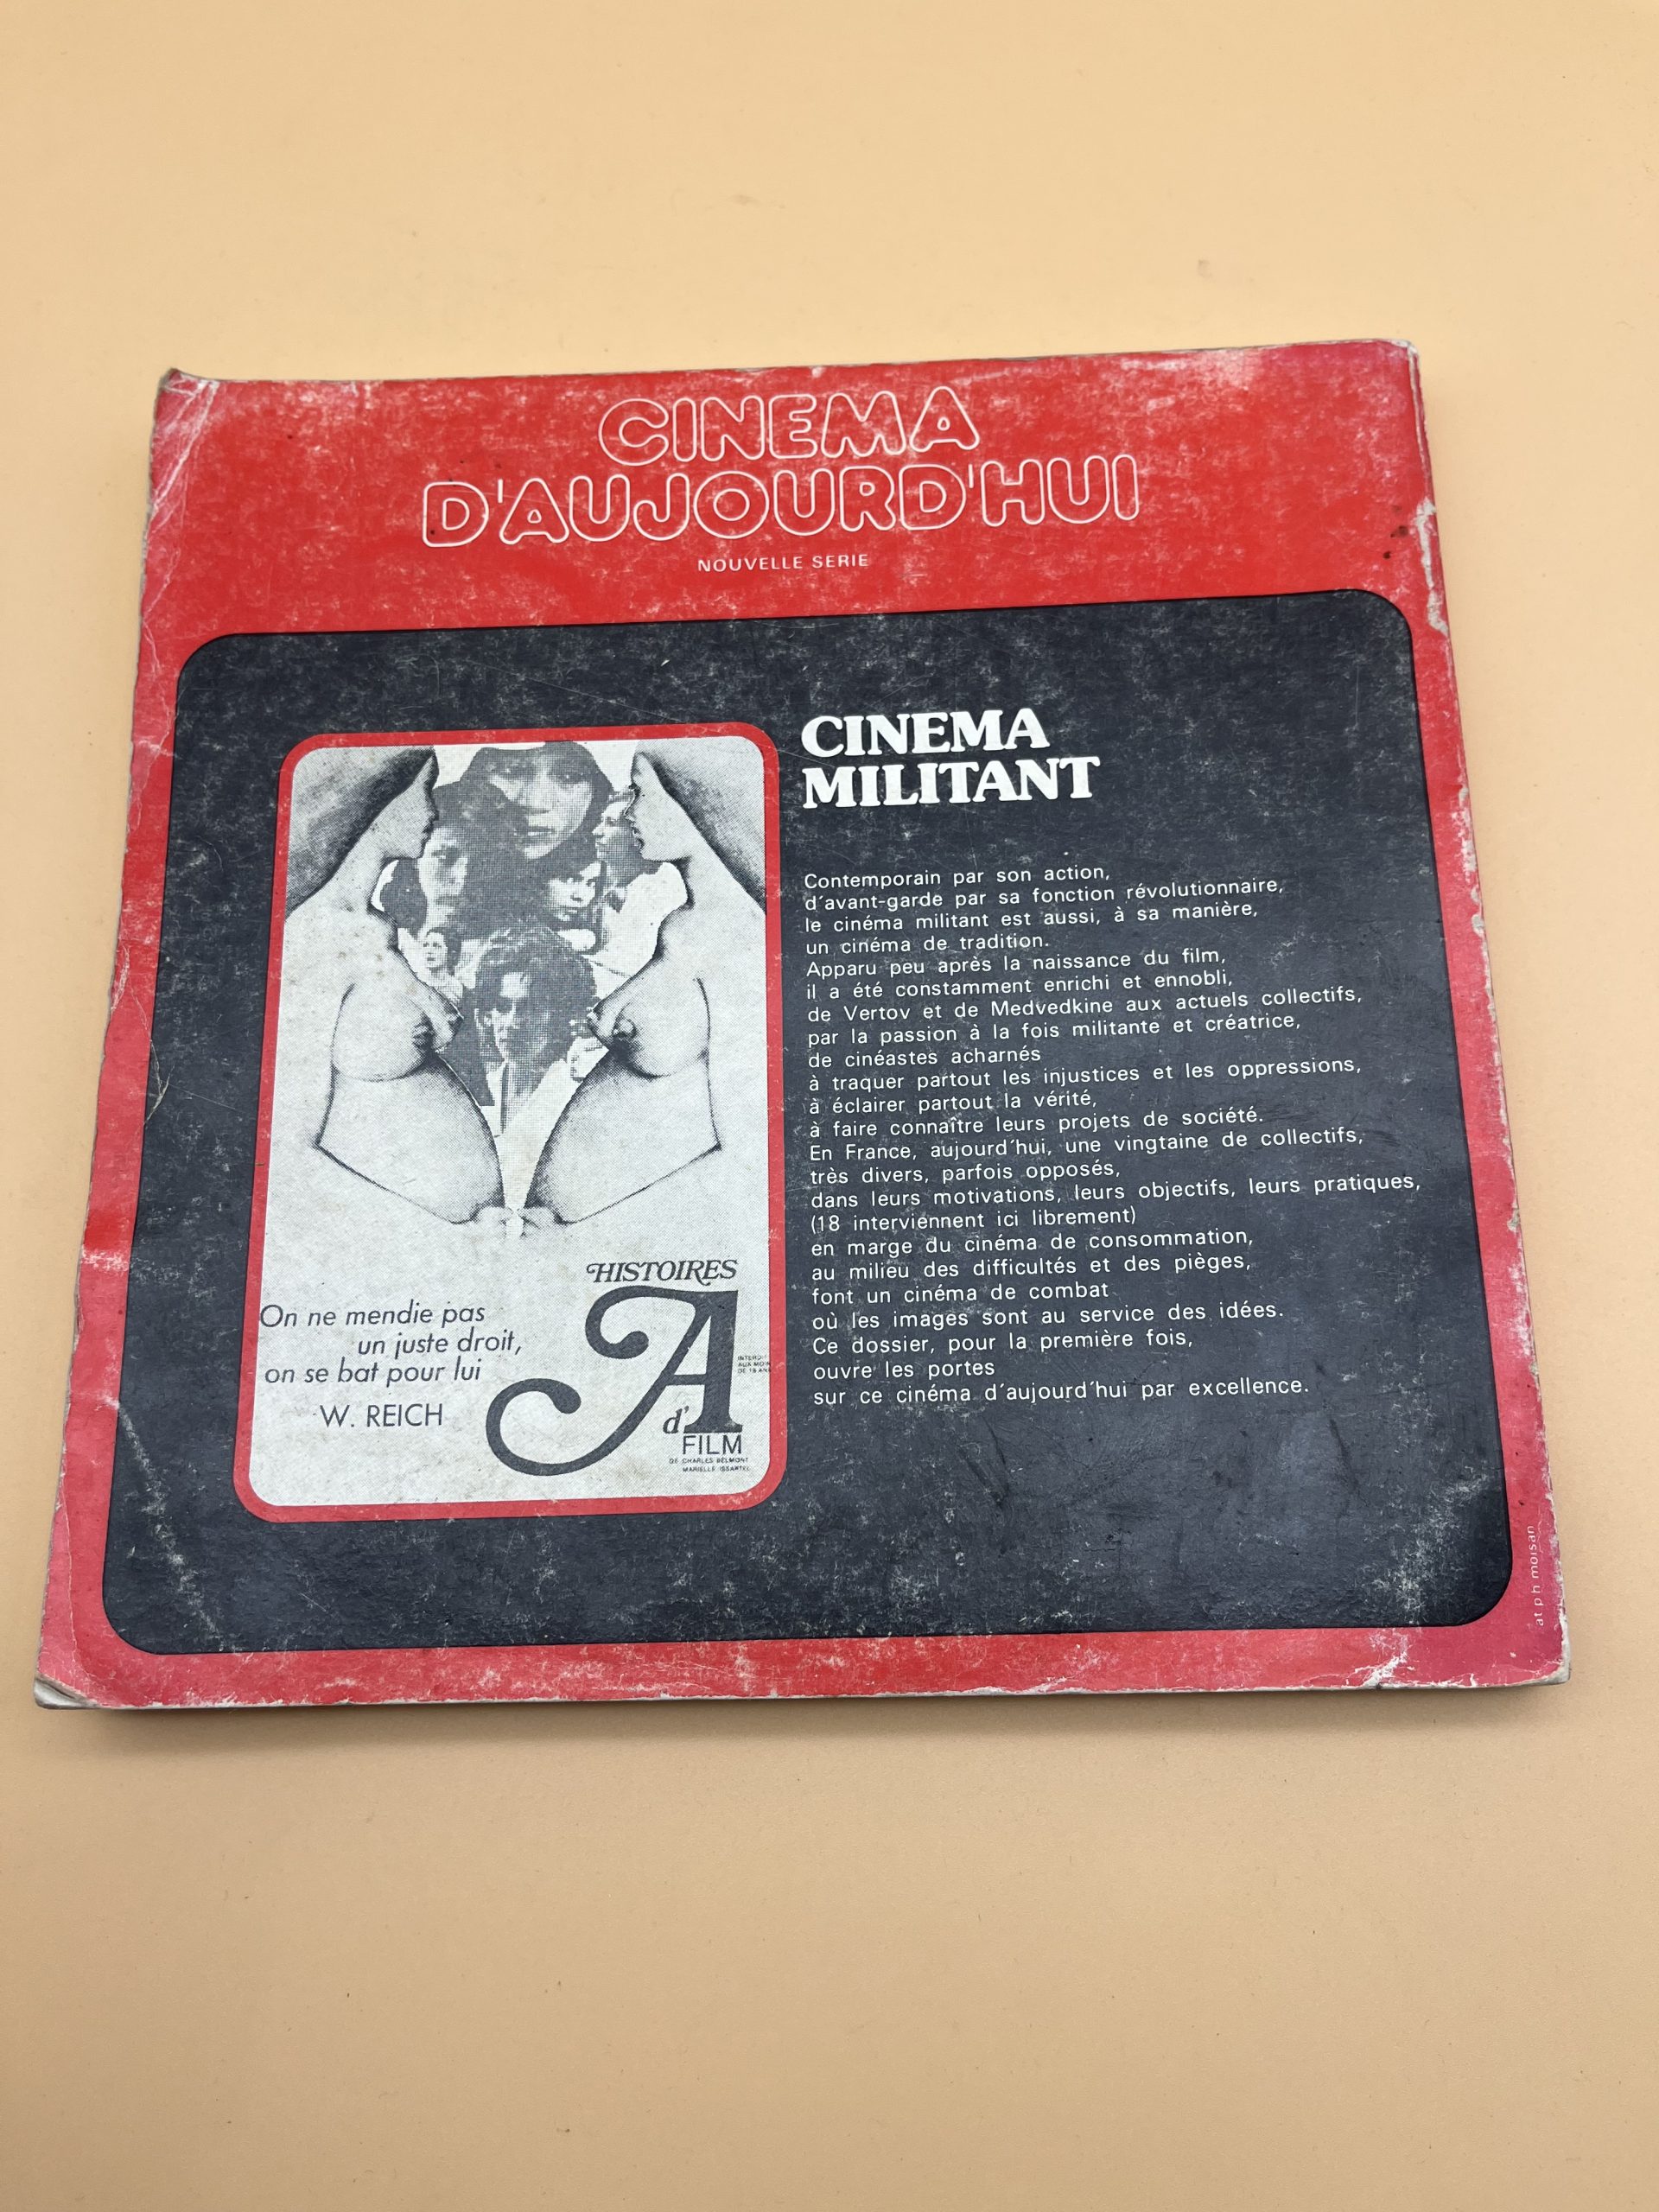 CINEMA
D'AUJOURD'HUI
NOUVELLE SERIE
CINEMA
MILITANT
Contemporain par son action,
d'avant-garde par sa fonction révolutionnaire,
le cinéma militant est aussi, à sa manière,
un cinéma de tradition.
Apparu peu après la naissance du film,
il a été constamment enrichi et ennobli,
de Vertov et de Medvedkine aux actuels collectifs,
par la passion à la fois militante et créatrice,
de cinéastes acharnés
à traquer partout les injustices et les oppressions,
à éclairer partout la vérité,
à faire connaître leurs projets de société.
En France, aujourd'hui, une vingtaine de collectifs,
très divers, parfois opposés,
dans leurs motivations, leurs objectifs, leurs pratiques,
(18 interviennent ici librement)
en marge du cinéma de consommation,
au milieu des difficultés et des pièges,
font un cinéma de combat
où les images sont au service des idées.
Ce dossier, pour la première fois,
ouvre les portes
sur ce cinéma d'aujourd'hui par excellence.
On ne mendie pas
un juste droit,
on se bat pour lui
W. REICH
HISTOIRES
d'A
FILM
DE CHARLES BELMONT
MARIELLE ISSARTEL
INTERDIT
AUX MOIN
DE 18 ANS
at p h moisan